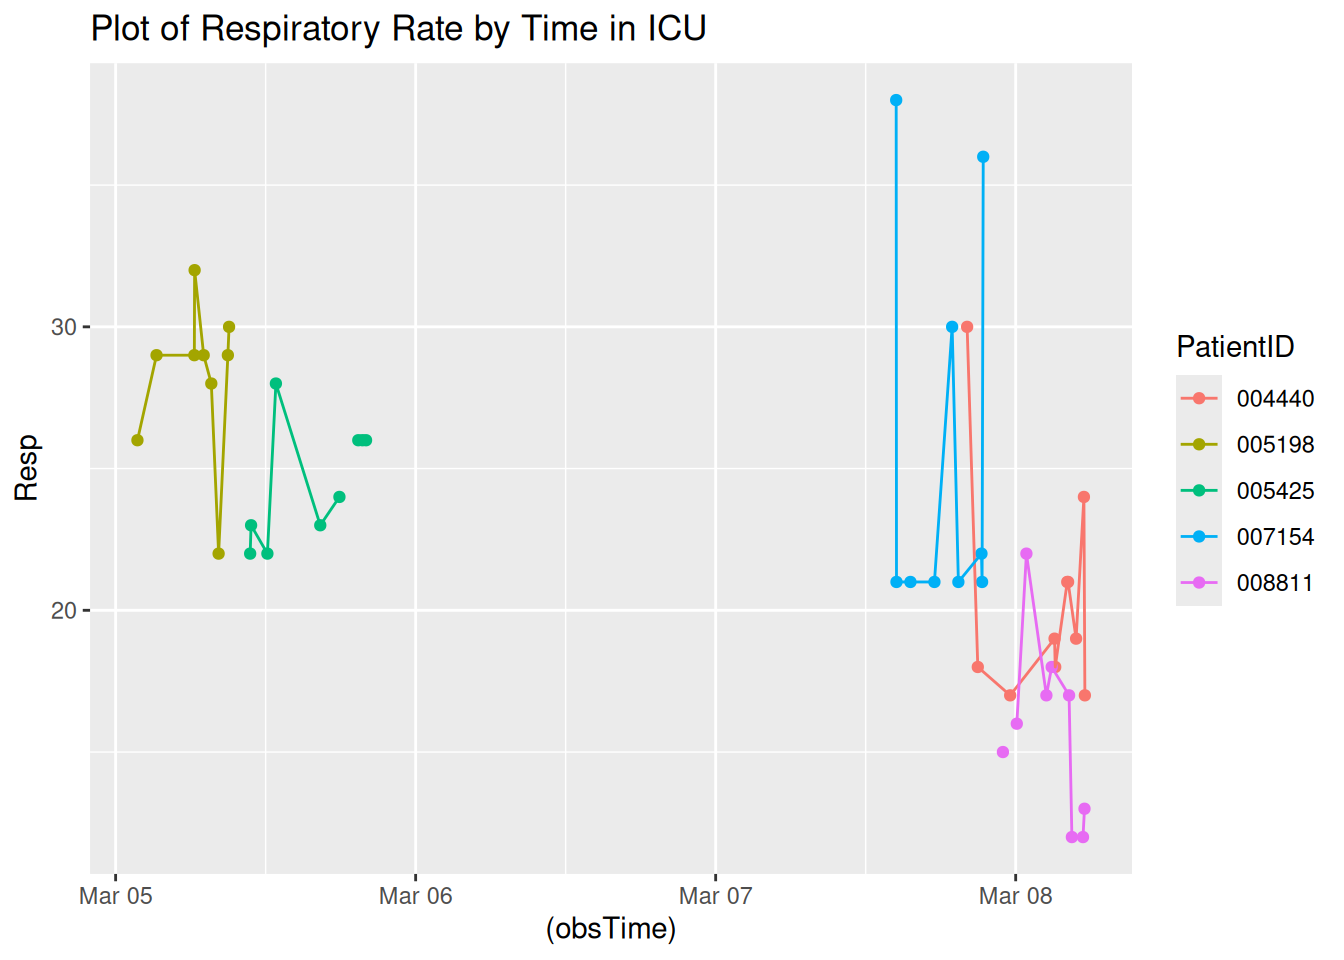 Plot of Respiratory Rate by Time in ICU
Resp
30
20
Mar 05
Mar 06
Mar 07
Mar 08
(obsTime)
PatientID
004440
005198
005425
007154
008811